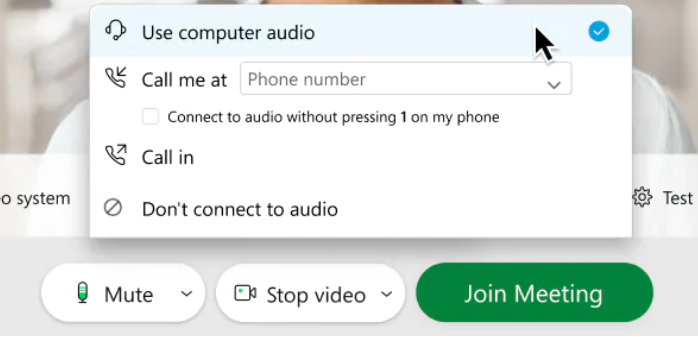 Use computer audio
Call me at Phone number
Connect to audio without pressing 1 on my phone
Call in
Don't connect to audio
o system
Test
Mute
Stop video
Join Meeting